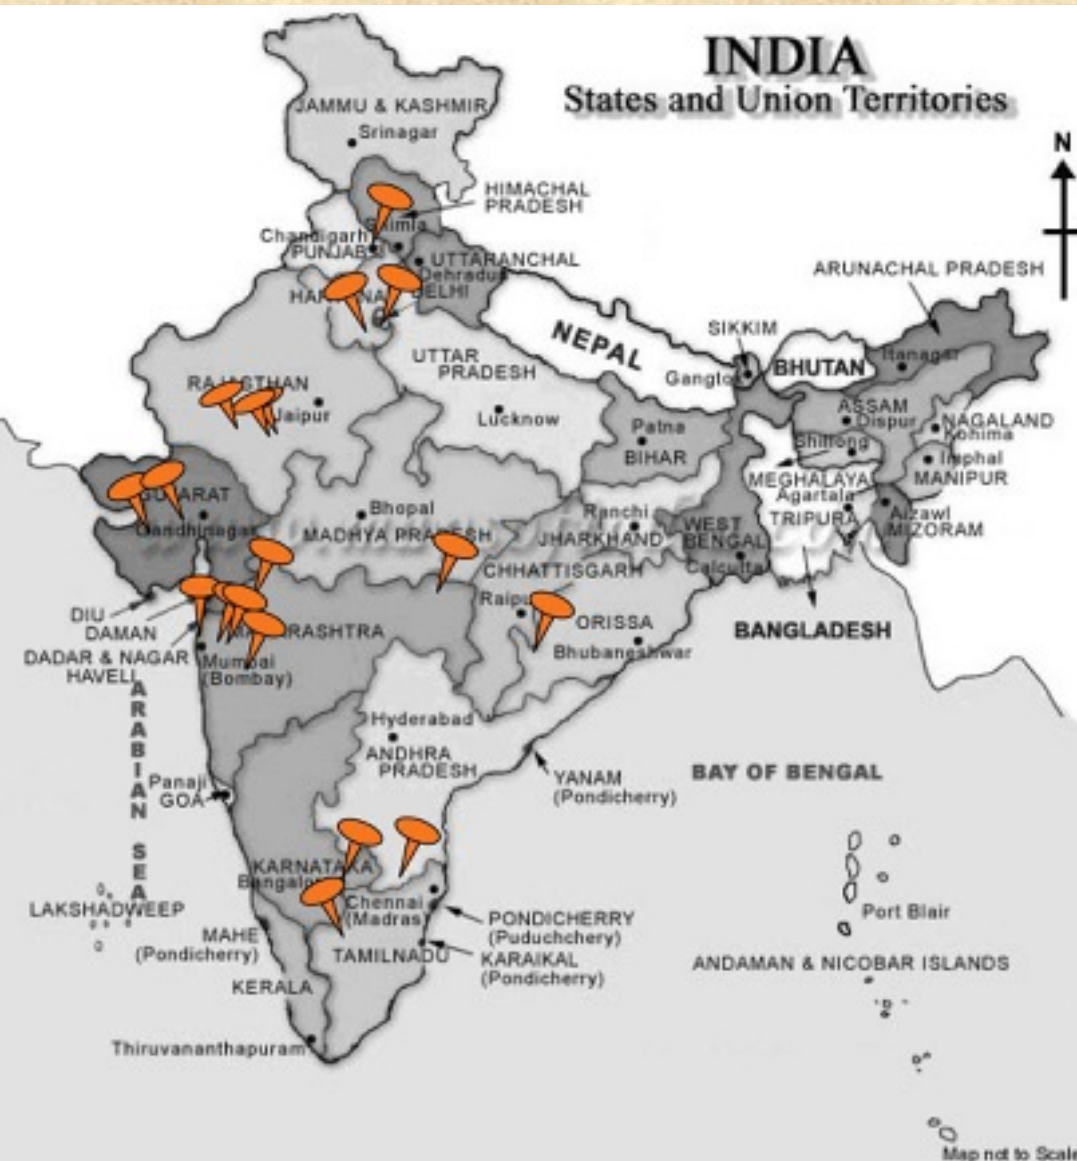 INDIA
States and Union Territories
N
JAMMU & KASHMIR
Srinagar
HIMACHAL
PRADESH
Chandigarh
PUNJAB
UTTARANCHAL
DELHI
ARUNACHAL PRADESH
NEPAL
SIKKIM
BHUTAN
Itanagar
UTTAR
PRADESH
RAJASTHAN
Jaipur
Lucknow
ASSAM
Dispur
NAGALAND
Kohima
Patna
BIHAR
Shillong
Imphal
MEGHALAYA
MANIPUR
Agartala
TRIPURA
Aizawl
MIZORAM
Gandhinagar
Bhopal
MADHYA PRADESH
Ranchi
JHARKHAND
WEST
BENGAL
Calcutta
CHHATTISGARH
DIU
DAMAN
DADAR & NAGAR
HAVELI
ORISSA
Bhubaneshwar
BANGLADESH
Mumbai
(Bombay)
ARABIAN SEA
Hyderabad
ANDHRA
PRADESH
BAY OF BENGAL
YANAM
(Pondicherry)
Panaji
GOA
KARNATAKA
LAKSHADWEEP
Chennai
(Madras)
PONDICHERRY
(Puduchchery)
Port Blair
MAHE
(Pondicherry)
TAMILNADU
KARAIKAL
(Pondicherry)
ANDAMAN & NICOBAR ISLANDS
KERALA
Thiruvananthapuram
Map not to Scale